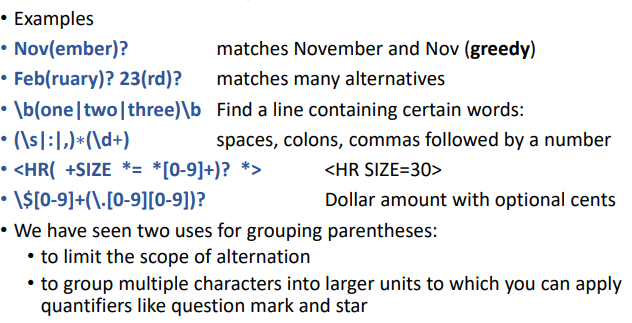 • Examples
• Nov(ember)? matches November and Nov (greedy)
• Feb(ruary)? 23(rd)? matches many alternatives
• \b(one|two|three)\b Find a line containing certain words:
• (\s|:|,)∗(\d+) spaces, colons, commas followed by a number
• <HR( +SIZE *= *[0-9]+)? *> <HR SIZE=30>
• \$[0-9]+(\.[0-9][0-9])? Dollar amount with optional cents
• We have seen two uses for grouping parentheses:
• to limit the scope of alternation
• to group multiple characters into larger units to which you can apply
quantifiers like question mark and star